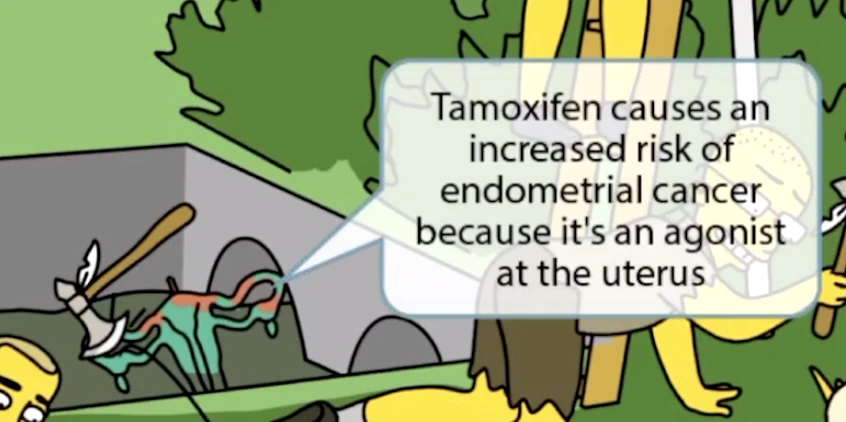 Tamoxifen causes an
increased risk of
endometrial cancer
because it's an agonist
at the uterus